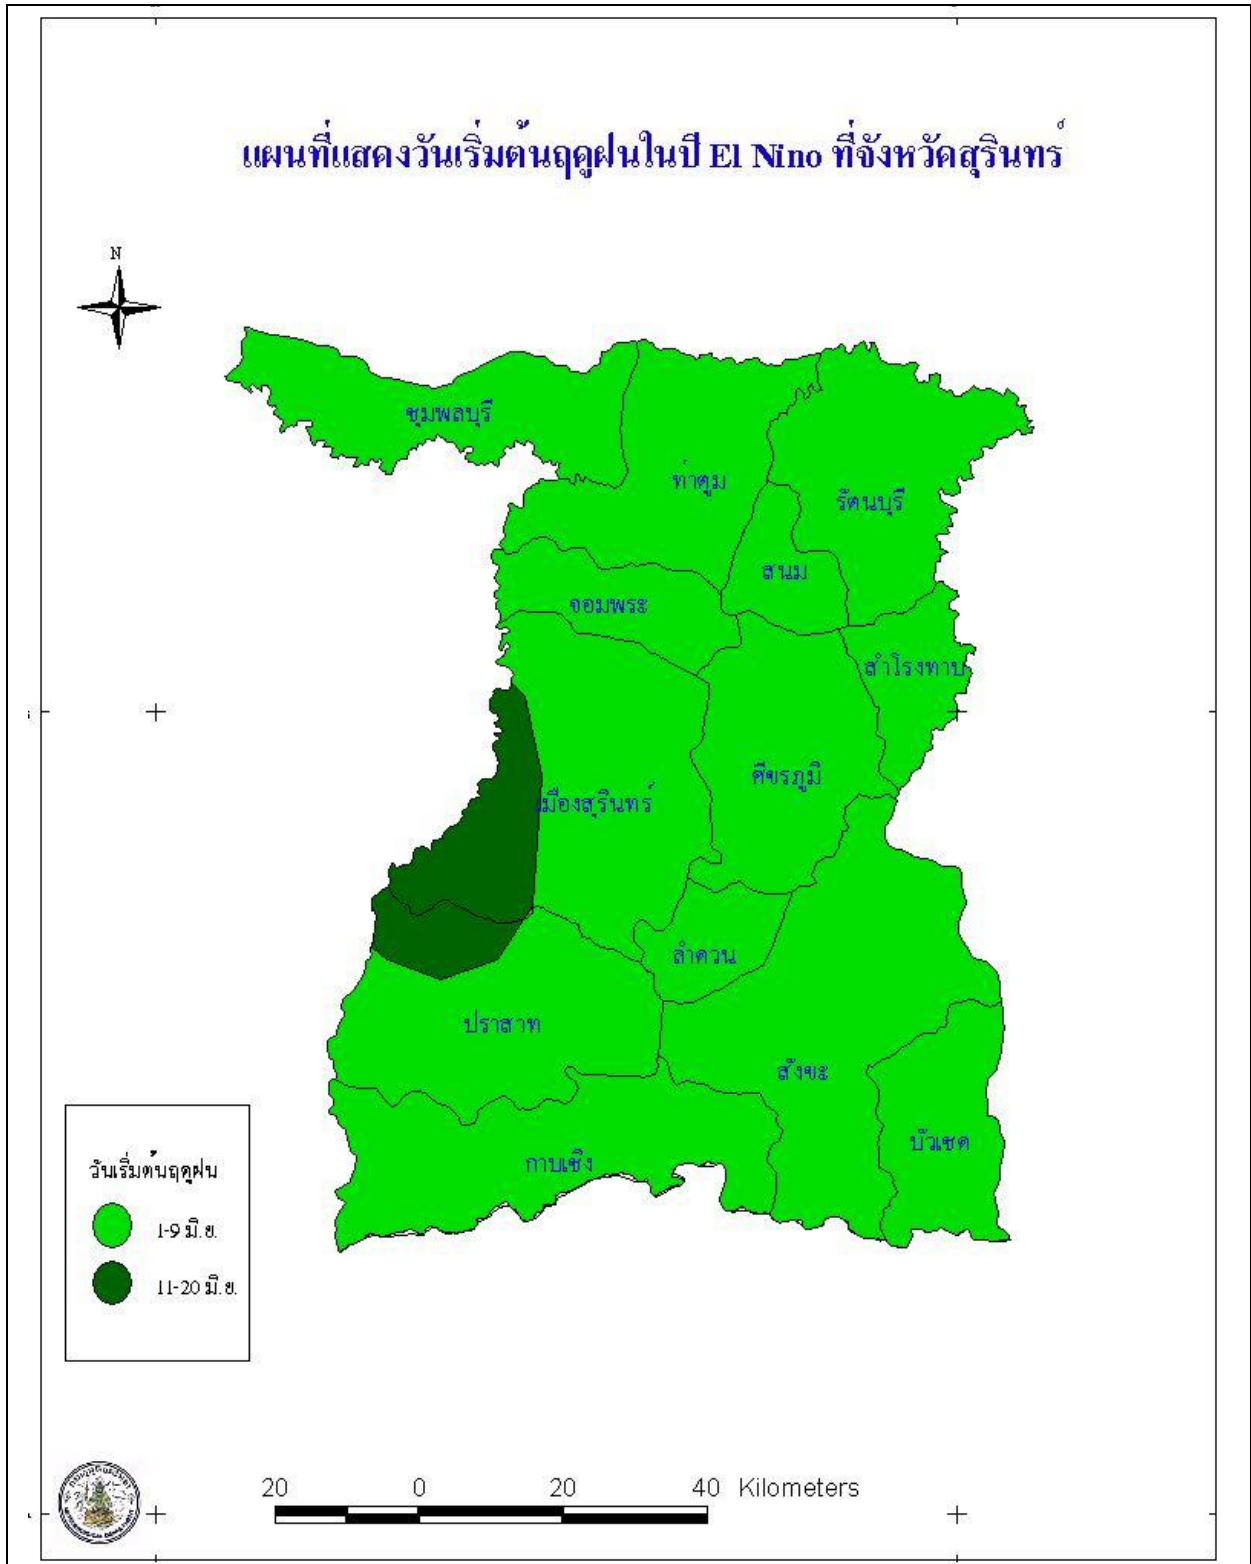 แผนที่แสดงวันเริ่มต้นฤดูฝนในปี El Nino ที่จังหวัดสุรินทร์
N
ชุมพลบุรี
ท่าตูม
รัตนบุรี
สนม
จอมพระ
สำโรงทาบ
ศีขรภูมิ
เมืองสุรินทร์
ลำดวน
ปราสาท
สังขะ
บัวเชด
กาบเชิง
วันเริ่มต้นฤดูฝน
1-9 มิ.ย.
11-20 มิ.ย.
20 0 20 40 Kilometers